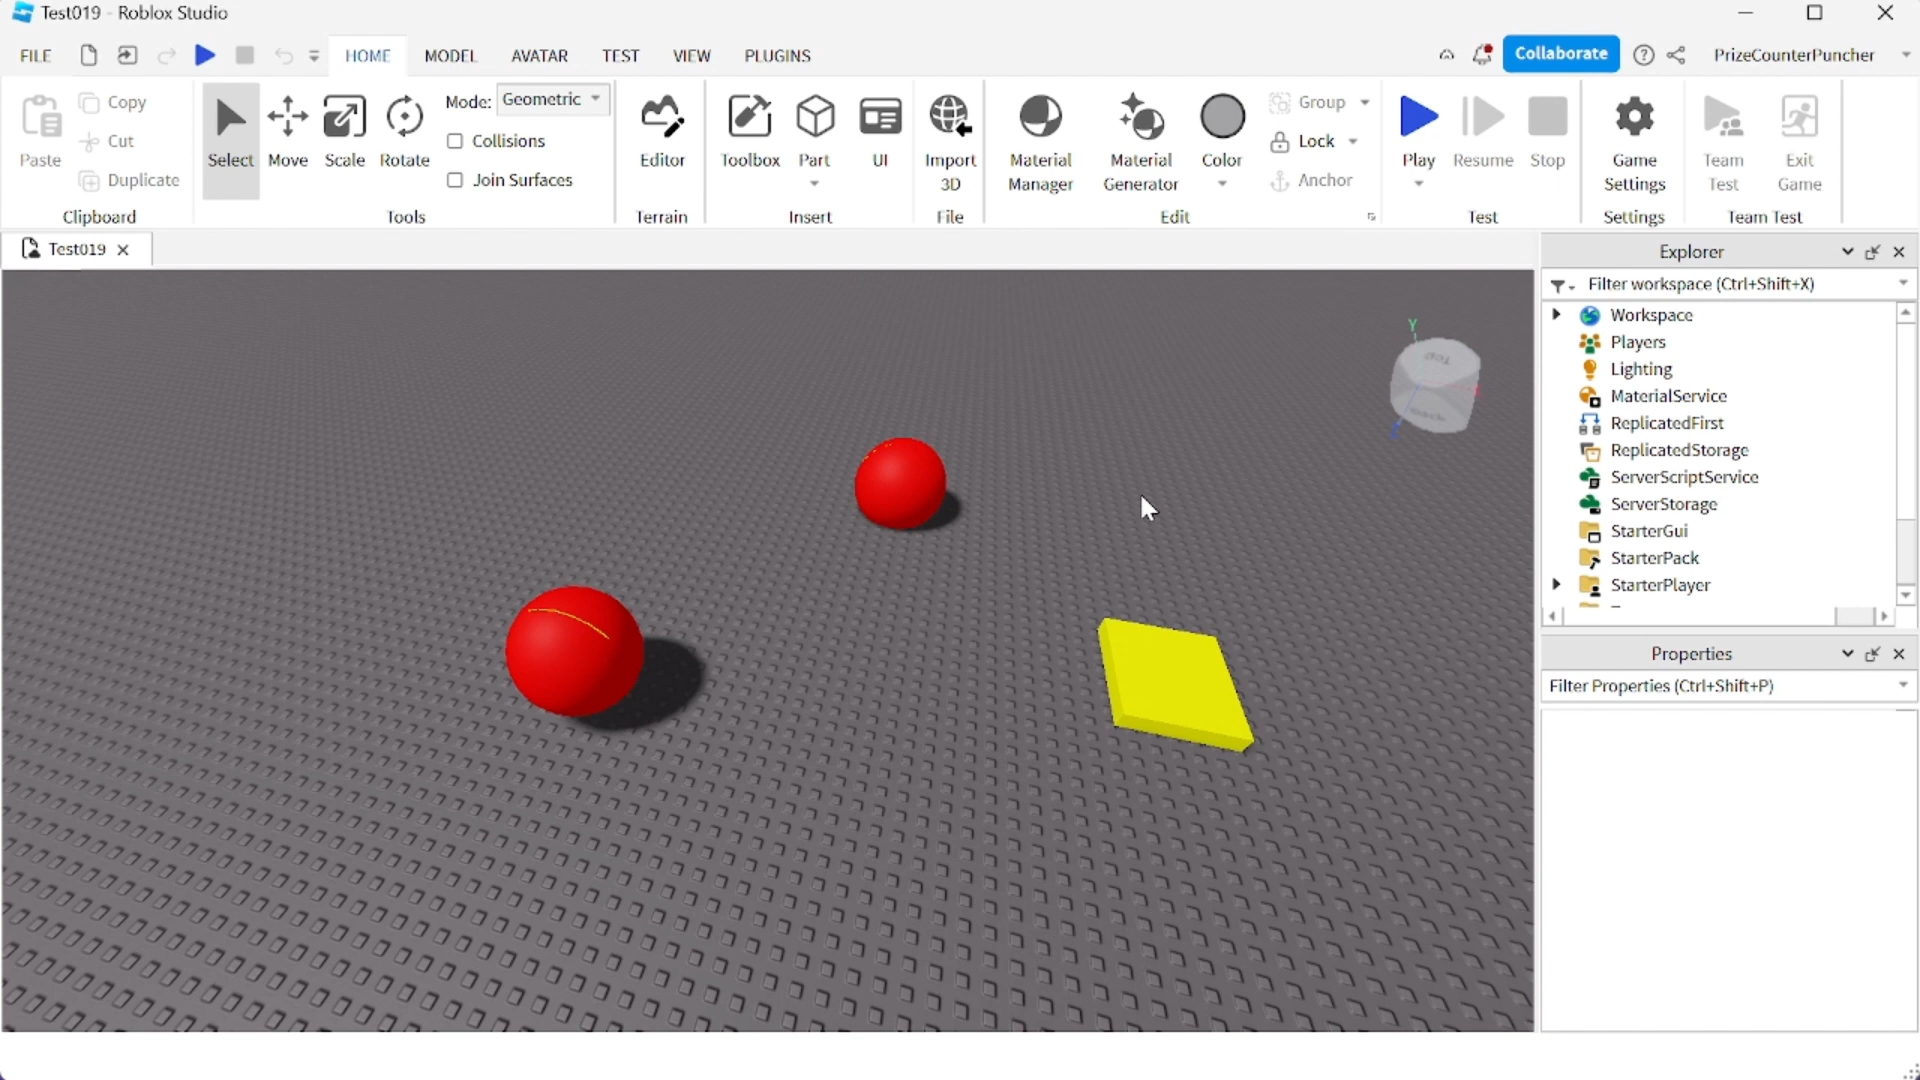 Test019 - Roblox Studio
FILE HOME MODEL AVATAR TEST VIEW PLUGINS Collaborate PrizeCounterPuncher
Paste Copy Cut Duplicate
Clipboard
Select Move Scale Rotate Mode: Geometric
Collisions
Join Surfaces
Tools
Editor
Terrain
Toolbox Part UI
Insert
Import
3D
File
Material
Manager
Material
Generator
Color
Group
Lock
Anchor
Edit
Play Resume Stop
Test
Game
Settings
Settings
Team
Test
Exit
Game
Team Test
Test019
Y
Explorer
Filter workspace (Ctrl+Shift+X)
Workspace
Players
Lighting
MaterialService
ReplicatedFirst
ReplicatedStorage
ServerScriptService
ServerStorage
StarterGui
StarterPack
StarterPlayer
Properties
Filter Properties (Ctrl+Shift+P)